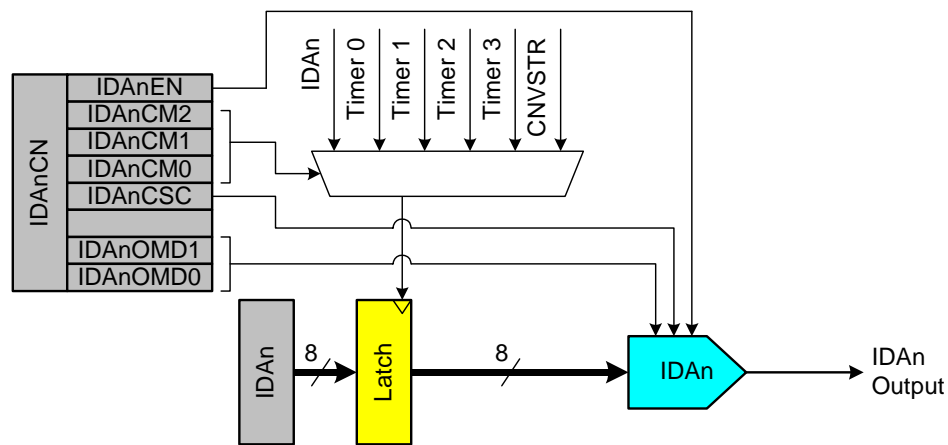 IDAnCN
IDAnEN
IDAnCM2
IDAnCM1
IDAnCM0
IDAnCSC
IDAnOMD1
IDAnOMD0
IDAn
Timer 0
Timer 1
Timer 2
Timer 3
CNVSTR
IDAn
8
Latch
8
IDAn
IDAn
Output